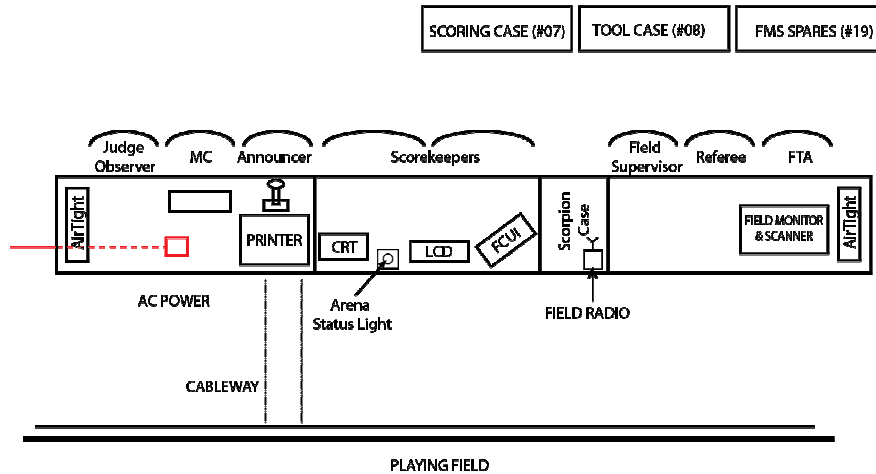 SCORING CASE (#07)
TOOL CASE (#08)
FMS SPARES (#19)
Judge
Observer
MC
Announcer
Scorekeepers
Field
Supervisor
Referee
FTA
AirTight
PRINTER
CRT
LCD
FCUI
Scorpion
Case
FIELD MONITOR
& SCANNER
AirTight
AC POWER
Arena
Status Light
FIELD RADIO
CABLEWAY
PLAYING FIELD